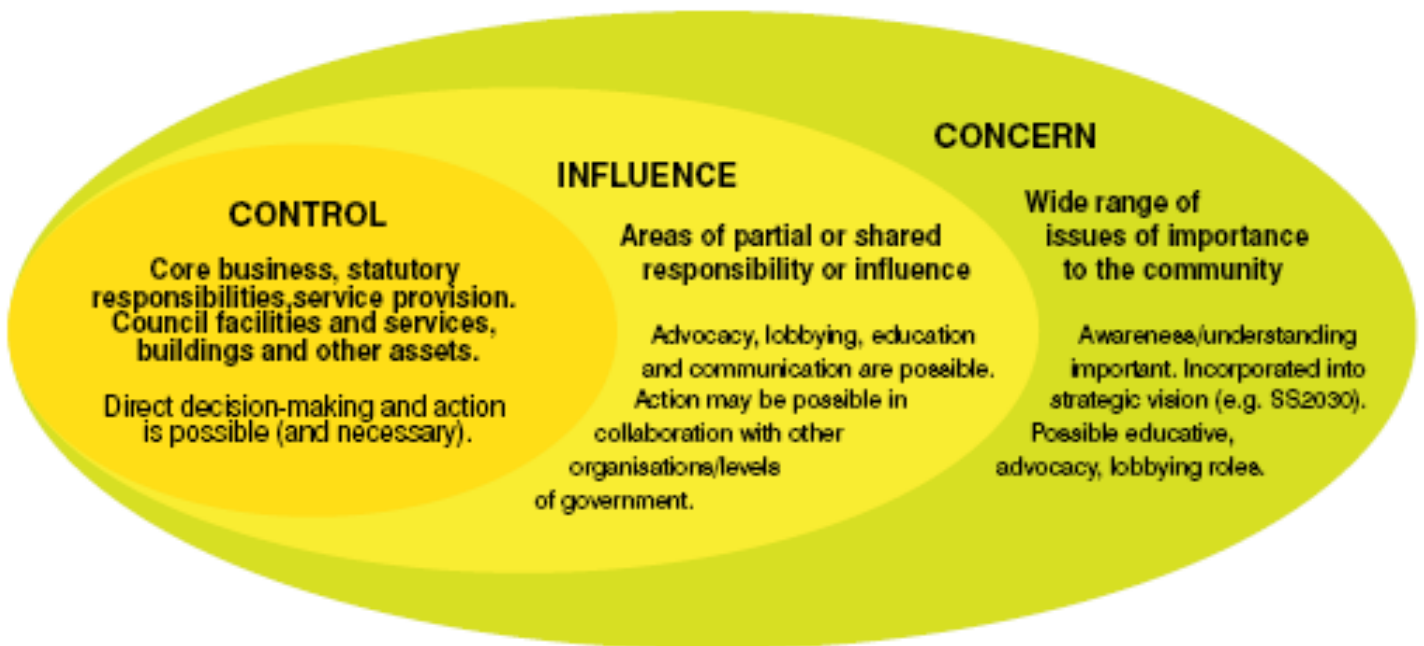 CONTROL
Core business, statutory
responsibilities,service provision.
Council facilities and services,
buildings and other assets.
Direct decision-making and action
is possible (and necessary).
INFLUENCE
Areas of partial or shared
responsibility or influence
Advocacy, lobbying, education
and communication are possible.
Action may be possible in
collaboration with other
organisations/levels
of government.
CONCERN
Wide range of
issues of importance
to the community
Awareness/understanding
important. Incorporated into
strategic vision (e.g. SS2030).
Possible educative,
advocacy, lobbying roles.